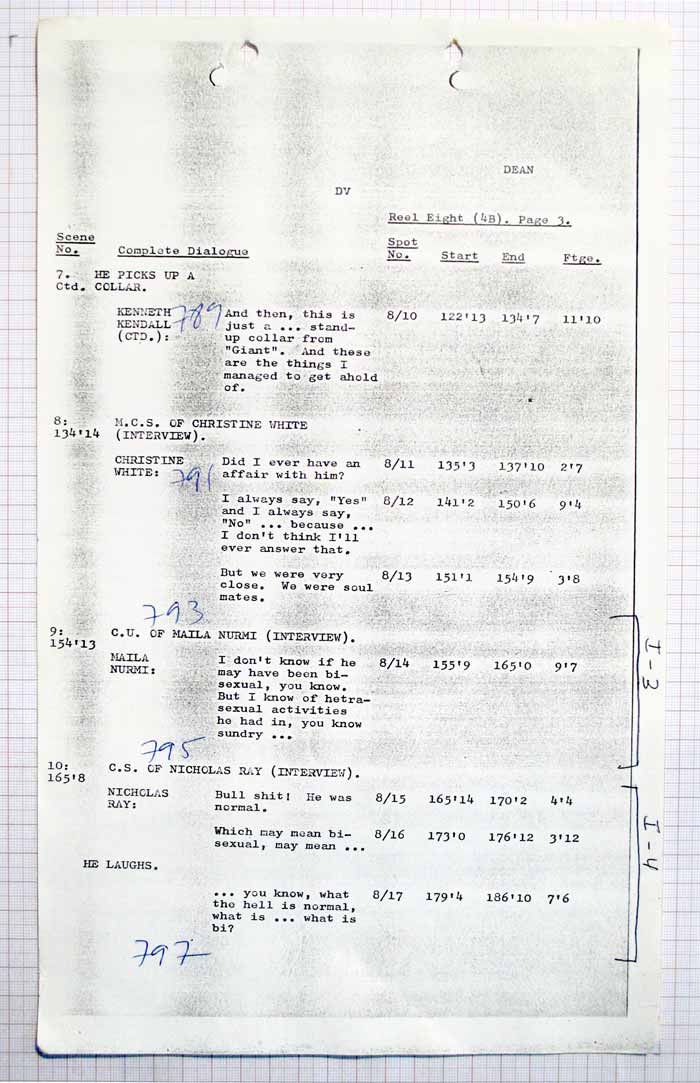 DEAN
DV
Reel Eight (4B). Page 3.
Scene No. Complete Dialogue Spot No. Start End Ftge.
7. HE PICKS UP A
Ctd. COLLAR.
KENNETH 789 And then, this is 8/10 122'13 134'7 11'10
KENDALL just a ... stand-
(CTD.): up collar from
"Giant". And these
are the things I
managed to get ahold
of.
8: M.C.S. OF CHRISTINE WHITE
134'14 (INTERVIEW).
CHRISTINE Did I ever have an 8/11 135'3 137'10 2'7
WHITE: 791 affair with him?
I always say, "Yes" 8/12 141'2 150'6 9'4
and I always say,
"No" ... because ...
I don't think I'll
ever answer that.
But we were very 8/13 151'1 154'9 3'8
close. We were soul
mates.
793
9: C.U. OF MAILA NURMI (INTERVIEW).
154'13
MAILA I don't know if he 8/14 155'9 165'0 9'7
NURMI: may have been bi-
sexual, you know.
But I know of hetra-
sexual activities
he had in, you know
sundry ...
I-3
795
10: C.S. OF NICHOLAS RAY (INTERVIEW).
165'8
NICHOLAS Bull shit! He was 8/15 165'14 170'2 4'4
RAY: normal.
Which may mean bi- 8/16 173'0 176'12 3'12
sexual, may mean ...
I-4
HE LAUGHS.
... you know, what 8/17 179'4 186'10 7'6
the hell is normal,
what is ... what is
bi?
797